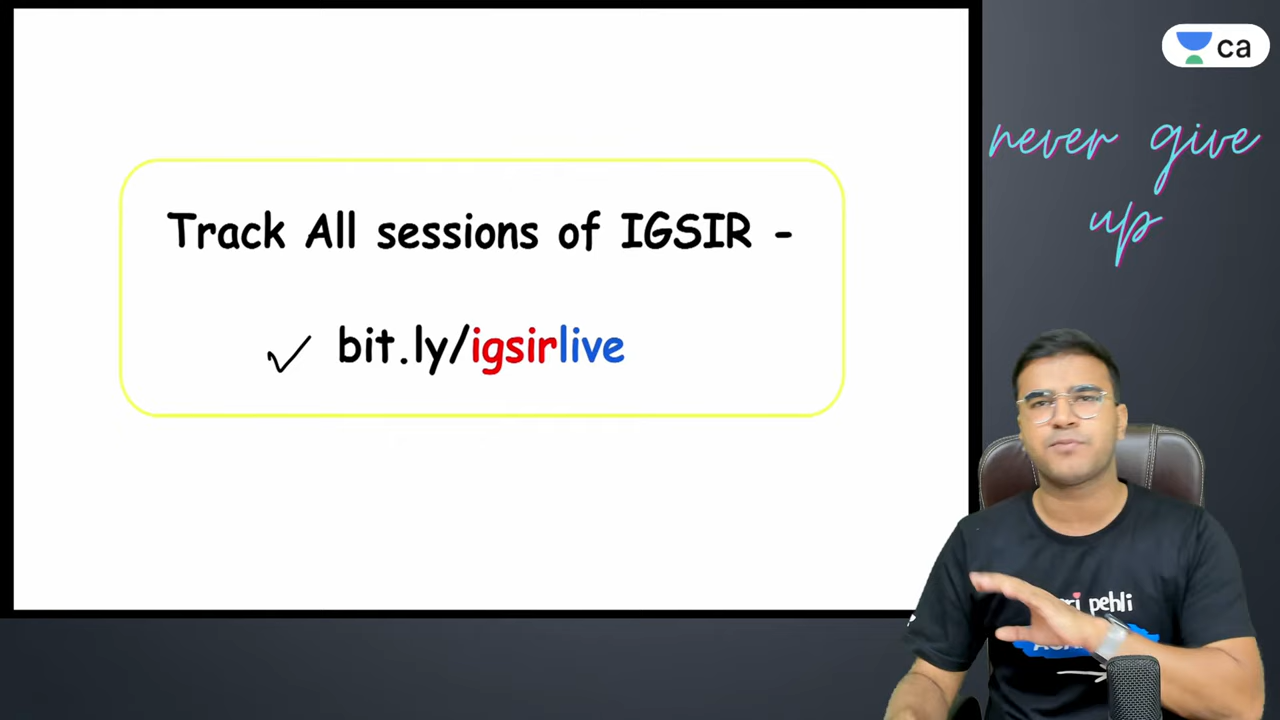 ca
never give
up
Track All sessions of IGSIR -
bit.ly/igsirlive
pehli